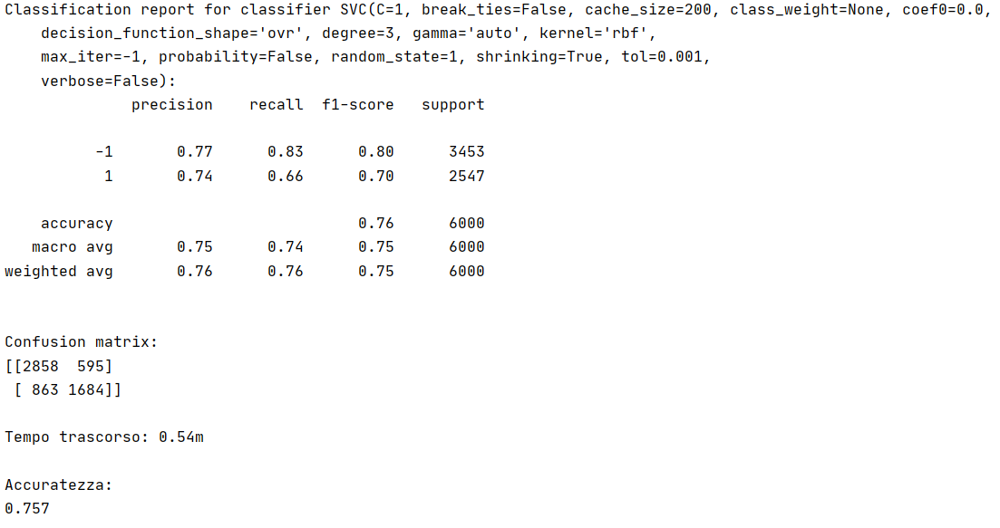 Classification report for classifier SVC(C=1, break_ties=False, cache_size=200, class_weight=None, coef0=0.0,
    decision_function_shape='ovr', degree=3, gamma='auto', kernel='rbf',
    max_iter=-1, probability=False, random_state=1, shrinking=True, tol=0.001,
    verbose=False):
              precision    recall  f1-score   support

          -1       0.77      0.83      0.80      3453
           1       0.74      0.66      0.70      2547

    accuracy                           0.76      6000
   macro avg       0.75      0.74      0.75      6000
weighted avg       0.76      0.76      0.75      6000


Confusion matrix:
[[2858  595]
 [ 863 1684]]

Tempo trascorso: 0.54m

Accuratezza:
0.757